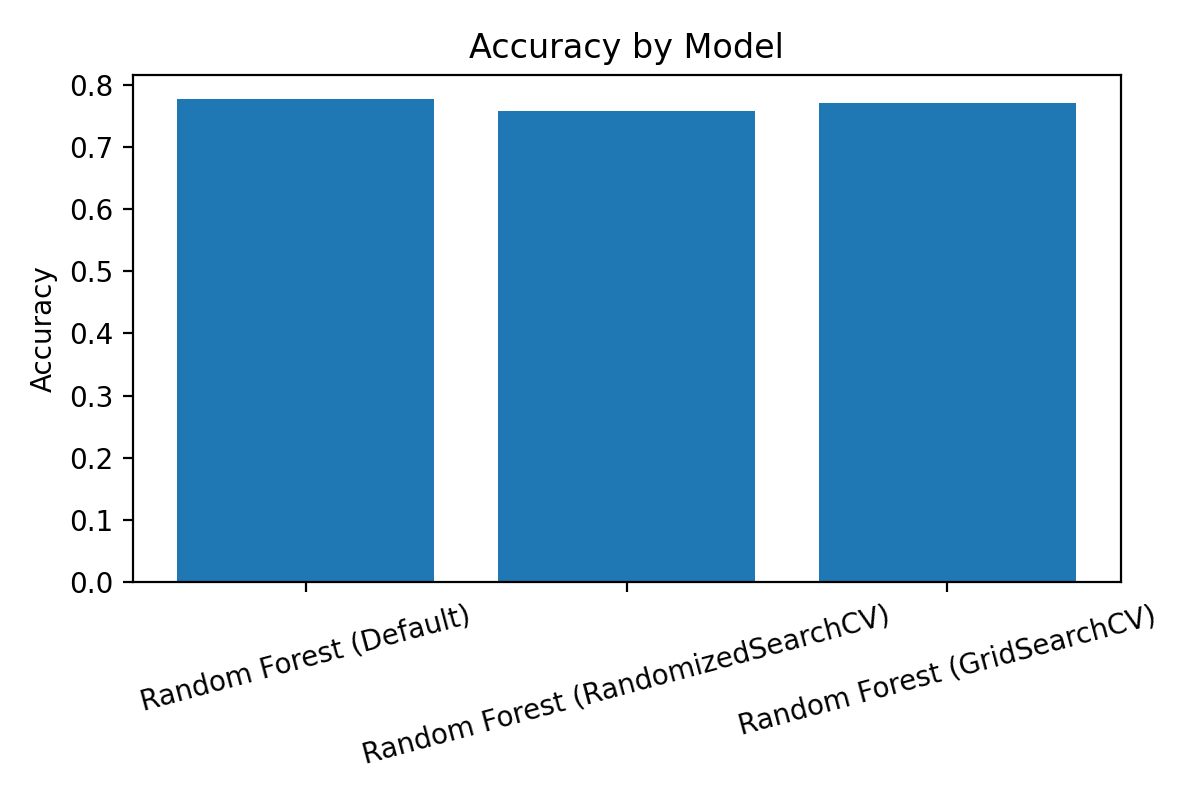 Accuracy by Model
Accuracy
0.8
0.7
0.6
0.5
0.4
0.3
0.2
0.1
0.0
Random Forest (Default)
Random Forest (RandomizedSearchCV)
Random Forest (GridSearchCV)